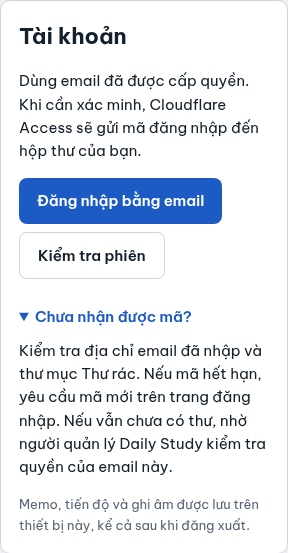 Tài khoản
Dùng email đã được cấp quyền.
Khi cần xác minh, Cloudflare
Access sẽ gửi mã đăng nhập đến
hộp thư của bạn.
Đăng nhập bằng email
Kiểm tra phiên
▼ Chưa nhận được mã?
Kiểm tra địa chỉ email đã nhập và
thư mục Thư rác. Nếu mã hết hạn,
yêu cầu mã mới trên trang đăng
nhập. Nếu vẫn chưa có thư, nhờ
người quản lý Daily Study kiểm tra
quyền của email này.
Memo, tiến độ và ghi âm được lưu trên
thiết bị này, kể cả sau khi đăng xuất.